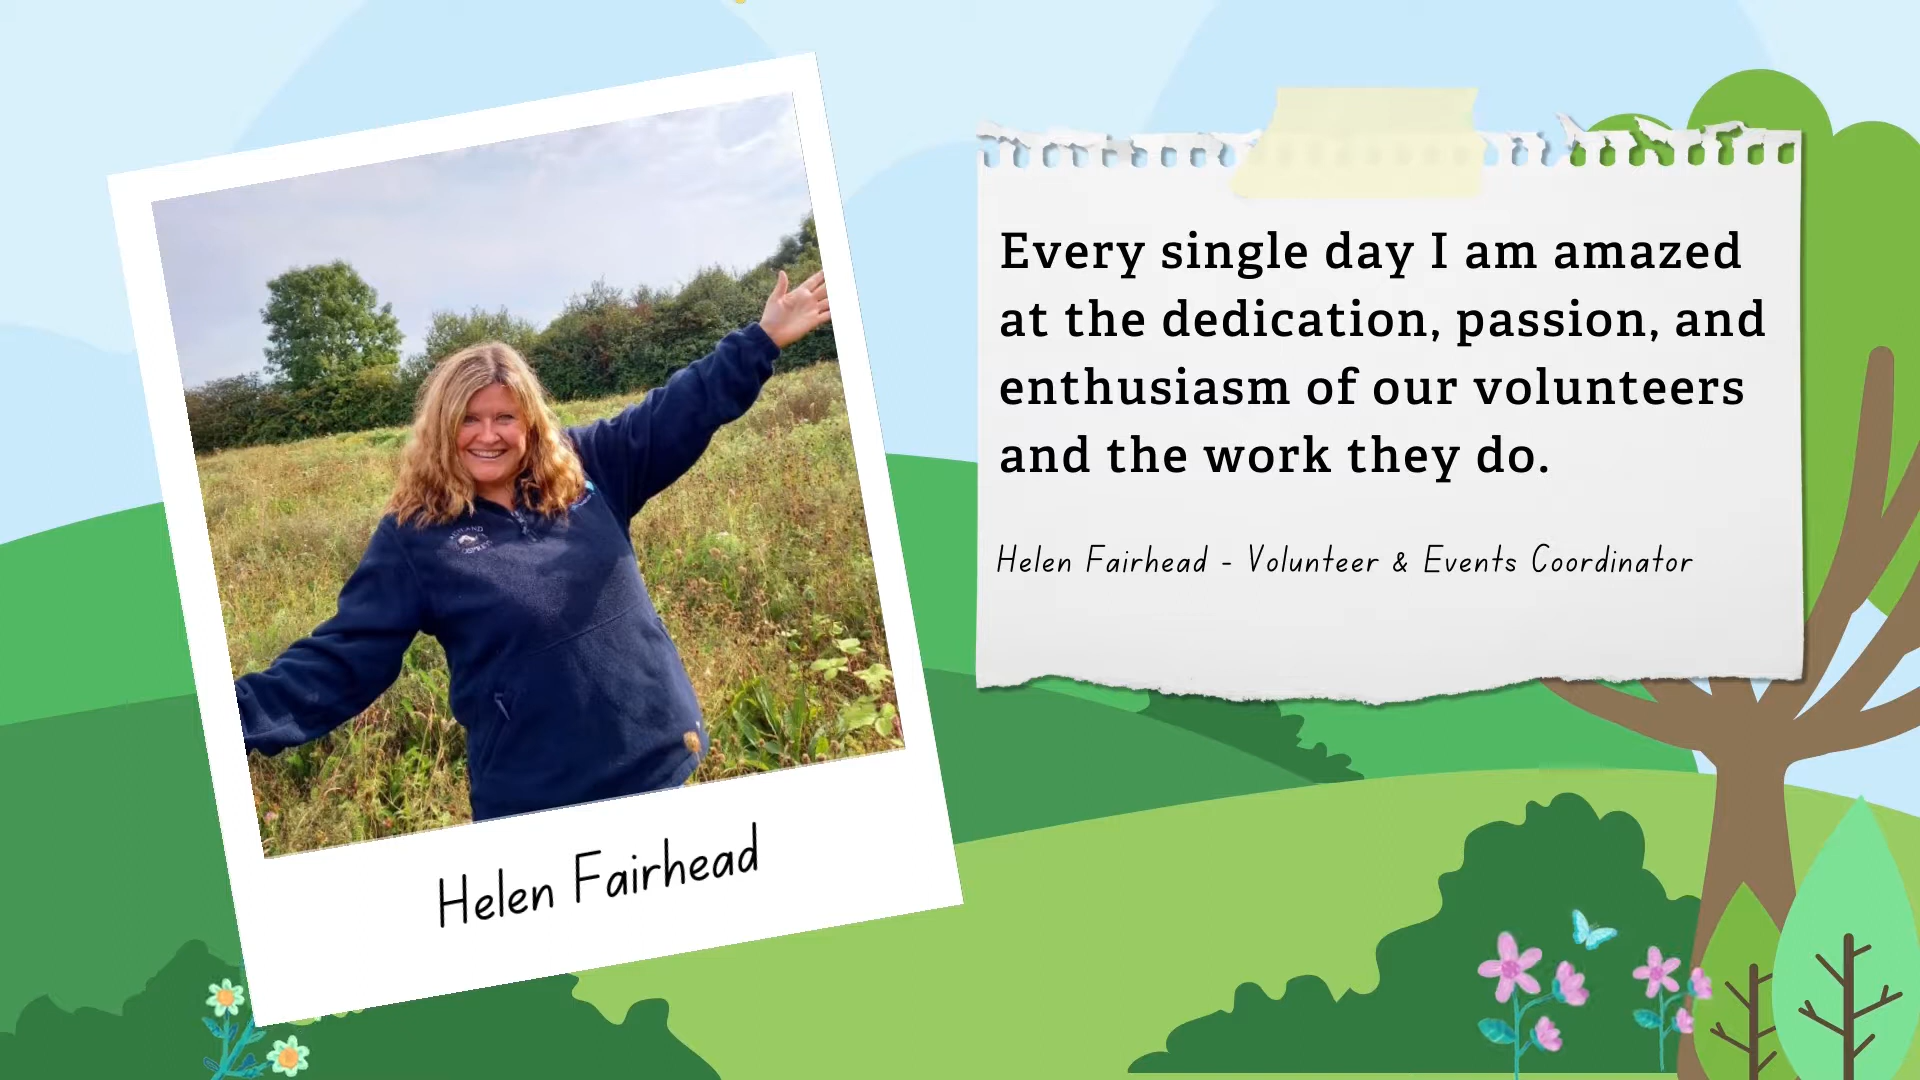 Every single day I am amazed
at the dedication, passion, and
enthusiasm of our volunteers
and the work they do.
Helen Fairhead - Volunteer & Events Coordinator
Helen Fairhead